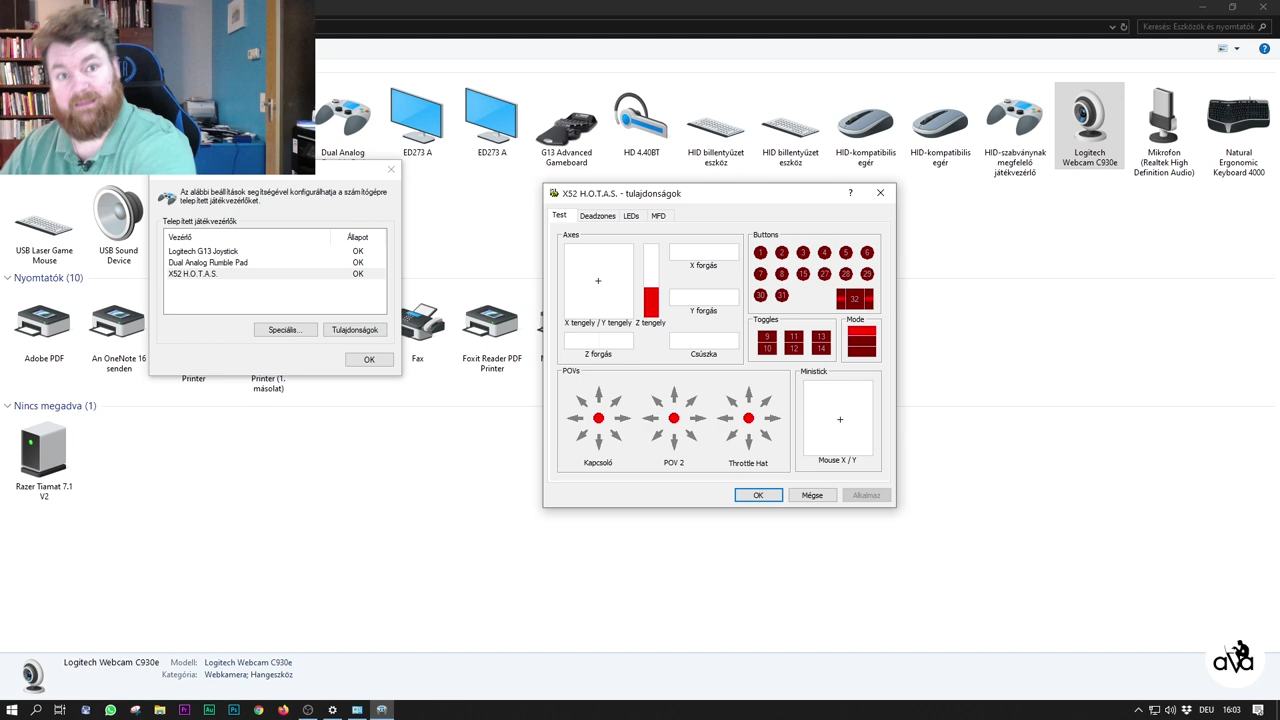 Keresés: Eszközök és nyomtatók
Dual Analog
ED273 A
ED273 A
G13 Advanced
Gameboard
HD 4.40BT
HID billentyűzet
eszköz
HID billentyűzet
eszköz
HID-kompatibilis
egér
HID-kompatibilis
egér
HID-szabványnak
megfelelő
játékvezérlő
Logitech
Webcam C930e
Mikrofon
(Realtek High
Definition Audio)
Natural
Ergonomic
Keyboard 4000
USB Laser Game
Mouse
USB Sound
Device
Az alábbi beállítások segítségével konfigurálhatja a számítógépre
telepített játékvezérlőket.
Telepített játékvezérlők
Vezérlő Állapot
Logitech G13 Joystick OK
Dual Analog Rumble Pad OK
X52 H.O.T.A.S. OK
Speciális... Tulajdonságok
OK
Nyomtatók (10)
Adobe PDF
An OneNote 16
senden
Printer
Printer (1.
másolat)
Fax
Foxit Reader PDF
Printer
Nincs megadva (1)
Razer Tiamat 7.1
V2
X52 H.O.T.A.S. - tulajdonságok
Test Deadzones LEDs MFD
Axes
X tengely / Y tengely
Z tengely
X forgás
Y forgás
Z forgás
Csúszka
Buttons
1 2 3 4 5 6
7 8 15 27 28 29
30 31 32
Toggles
9 11 13
10 12 14
Mode
POVs
Kapcsoló
POV 2
Throttle Hat
Ministick
Mouse X / Y
OK Mégse Alkalmaz
Logitech Webcam C930e
Modell: Logitech Webcam C930e
Kategória: Webkamera; Hangeszköz
aVa
Pr Au Ps
DEU 16:03